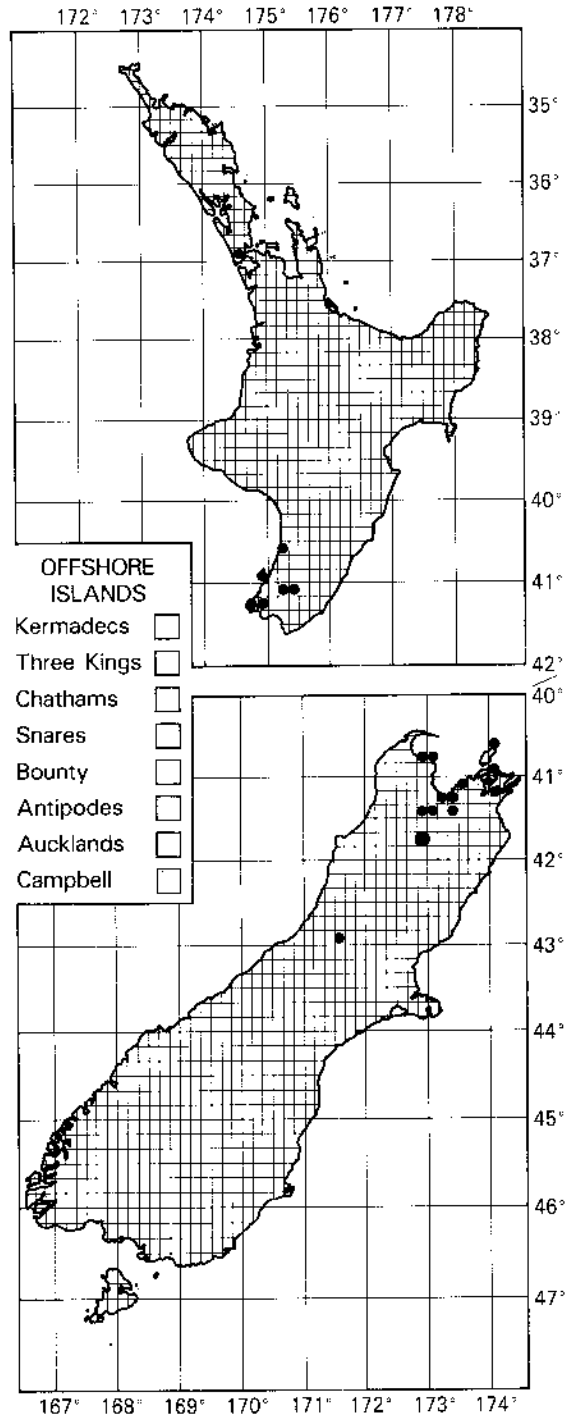 172° 173° 174° 175° 176° 177° 178°
35°
36°
37°
38°
39°
40°
41°
42°
OFFSHORE
ISLANDS
Kermadecs
Three Kings
Chathams
Snares
Bounty
Antipodes
Aucklands
Campbell
40°
41°
42°
43°
44°
45°
46°
47°
167° 168° 169° 170° 171° 172° 173° 174°